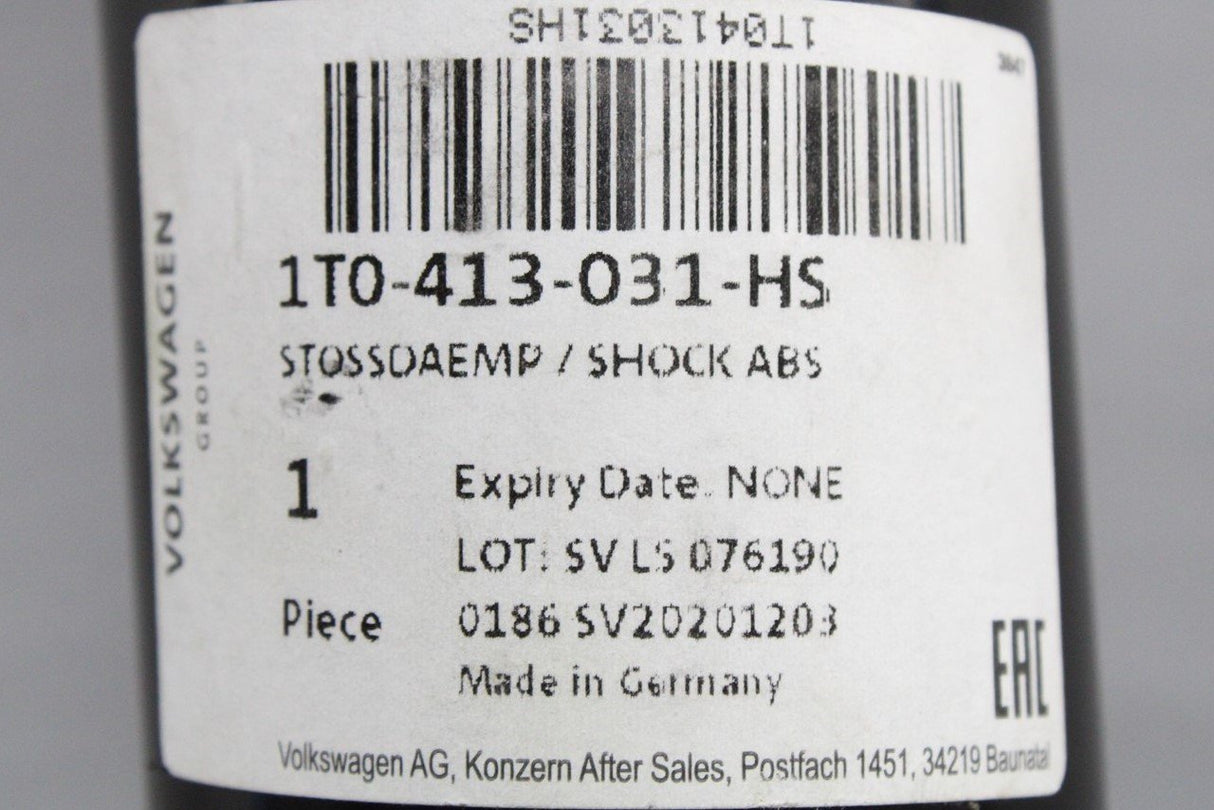 1T0413031HS
VOLKSWAGEN
GROUP
1T0-413-031-HS
STOSSDAEMP / SHOCK ABS
1
Expiry Date: NONE
LOT: SV LS 076190
Piece
0186 SV20201203
Made in Germany
EAC
Volkswagen AG, Konzern After Sales, Postfach 1451, 34219 Baunatal